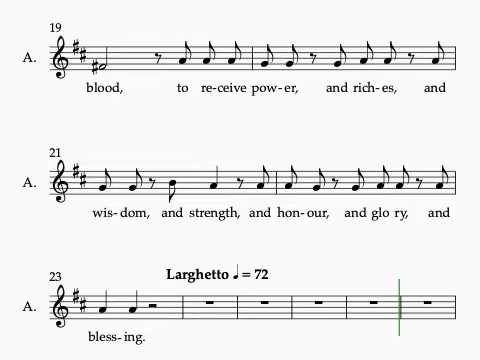 19
A.
blood, to re-ceive pow-er, and rich-es, and
21
A.
wis-dom, and strength, and hon-our, and glo ry, and
23
Larghetto ♩ = 72
A.
bless-ing.